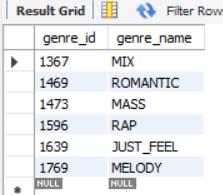 Result Grid Filter Row
genre_id genre_name
1367 MIX
1469 ROMANTIC
1473 MASS
1596 RAP
1639 JUST_FEEL
1769 MELODY
NULL NULL